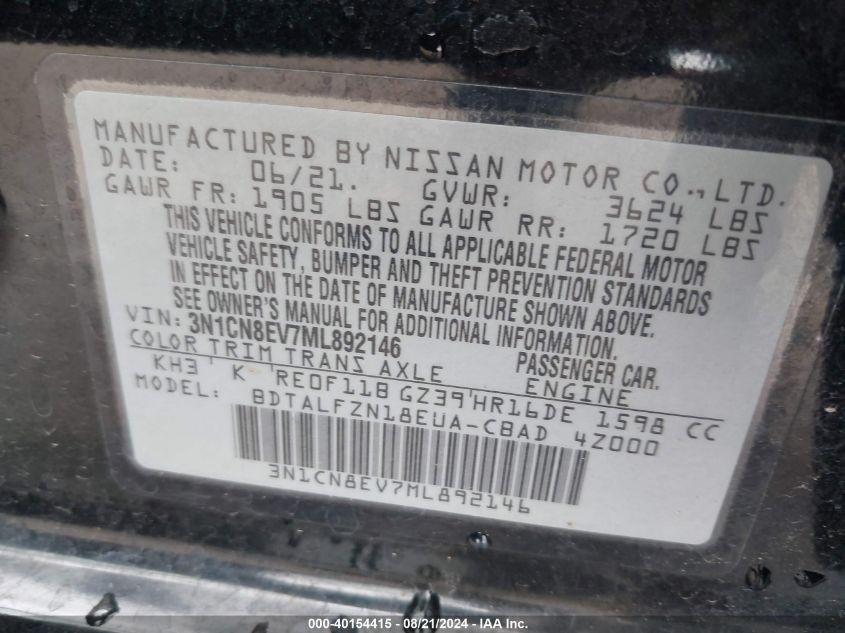 MANUFACTURED BY NISSAN MOTOR CO., LTD.
DATE: 06/21. GVWR: 3624 LBS
GAWR FR: 1905 LBS GAWR RR: 1720 LBS
THIS VEHICLE CONFORMS TO ALL APPLICABLE FEDERAL MOTOR
VEHICLE SAFETY, BUMPER AND THEFT PREVENTION STANDARDS
IN EFFECT ON THE DATE OF MANUFACTURE SHOWN ABOVE.
SEE OWNER'S MANUAL FOR ADDITIONAL INFORMATION.
VIN: 3N1CN8EV7ML892146 PASSENGER CAR.
COLOR TRIM TRANS AXLE ENGINE
KH3 K RE0F11B GZ39 HR16DE 1598 CC
MODEL: BDTALFZN18EUA-CBAD 4Z000
3N1CN8EV7ML892146
000-40154415 - 08/21/2024 - IAA Inc.